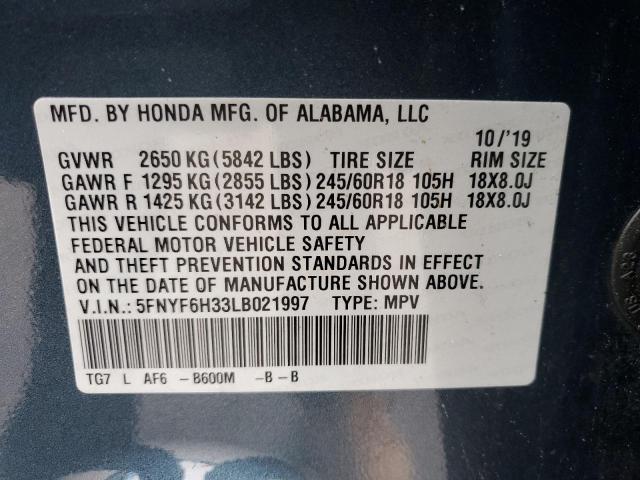 MFD. BY HONDA MFG. OF ALABAMA, LLC
10/'19
GVWR 2650 KG (5842 LBS) TIRE SIZE RIM SIZE
GAWR F 1295 KG (2855 LBS) 245/60R18 105H 18X8.0J
GAWR R 1425 KG (3142 LBS) 245/60R18 105H 18X8.0J
THIS VEHICLE CONFORMS TO ALL APPLICABLE
FEDERAL MOTOR VEHICLE SAFETY
AND THEFT PREVENTION STANDARDS IN EFFECT
ON THE DATE OF MANUFACTURE SHOWN ABOVE.
V.I.N.: 5FNYF6H33LB021997 TYPE: MPV
TG7 L AF6 - B600M -B - B